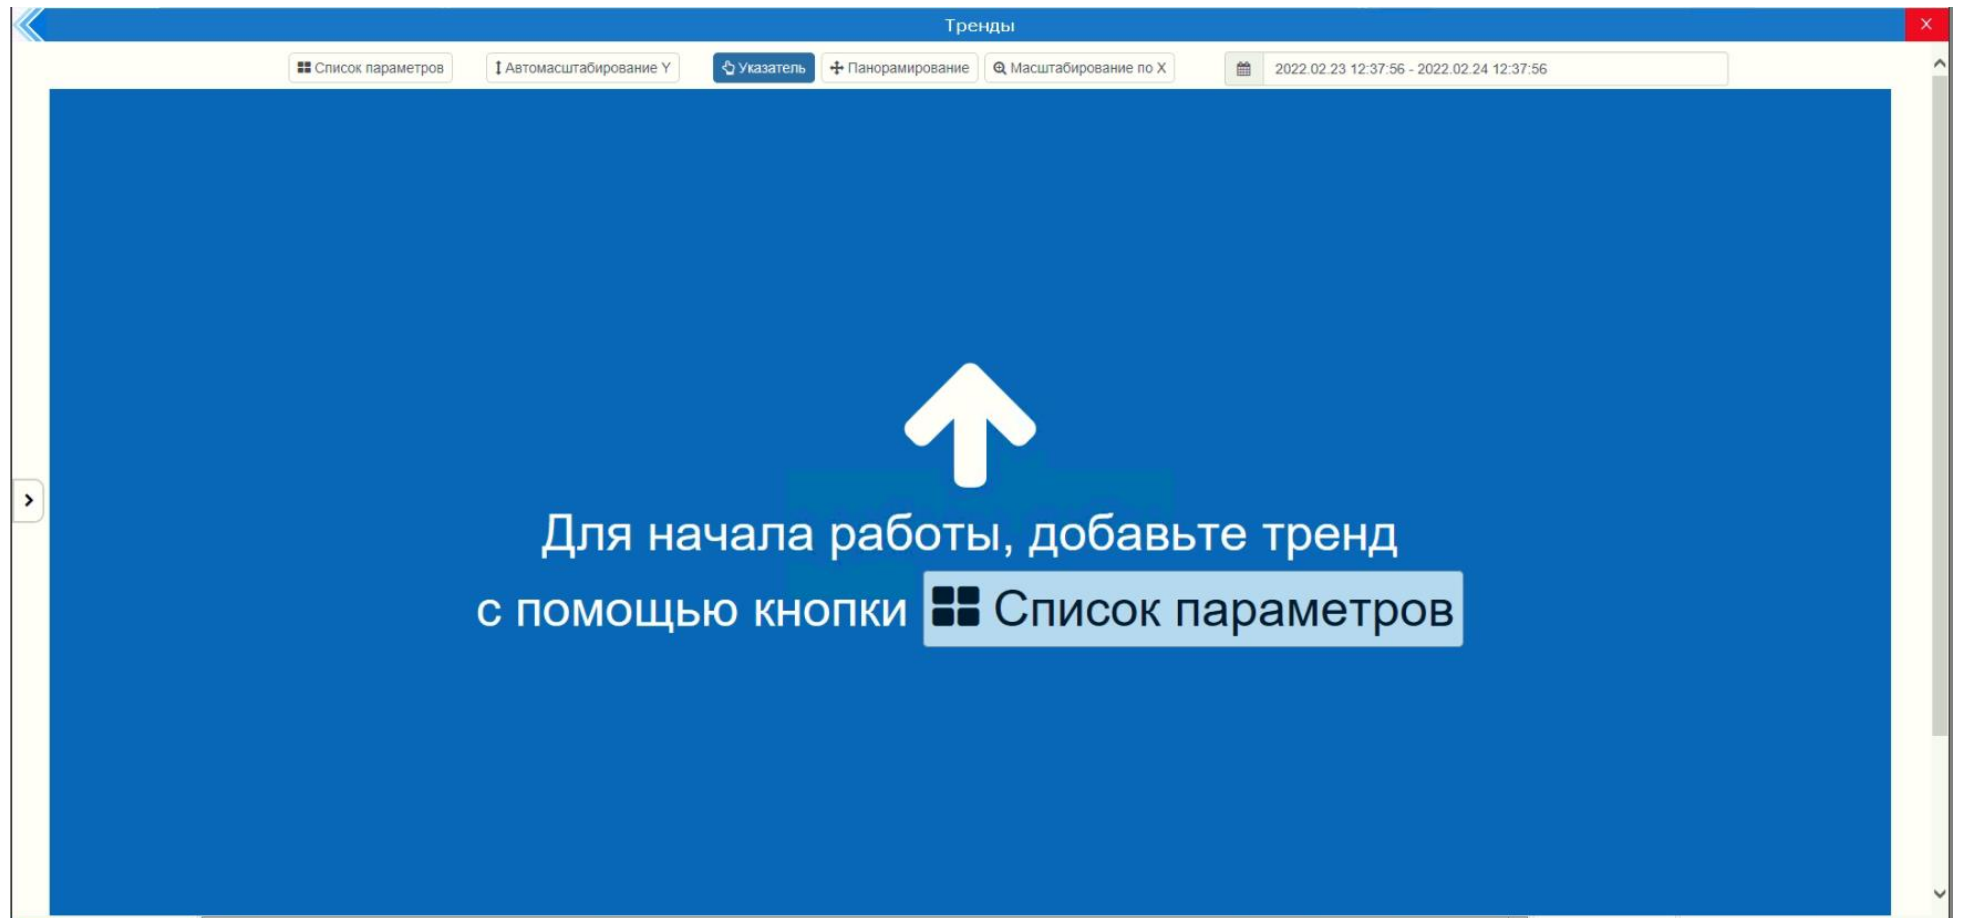 Тренды
X
Список параметров Автомасштабирование Y Указатель Панорамирование Масштабирование по X 2022.02.23 12:37:56 - 2022.02.24 12:37:56
Для начала работы, добавьте тренд
с помощью кнопки Список параметров